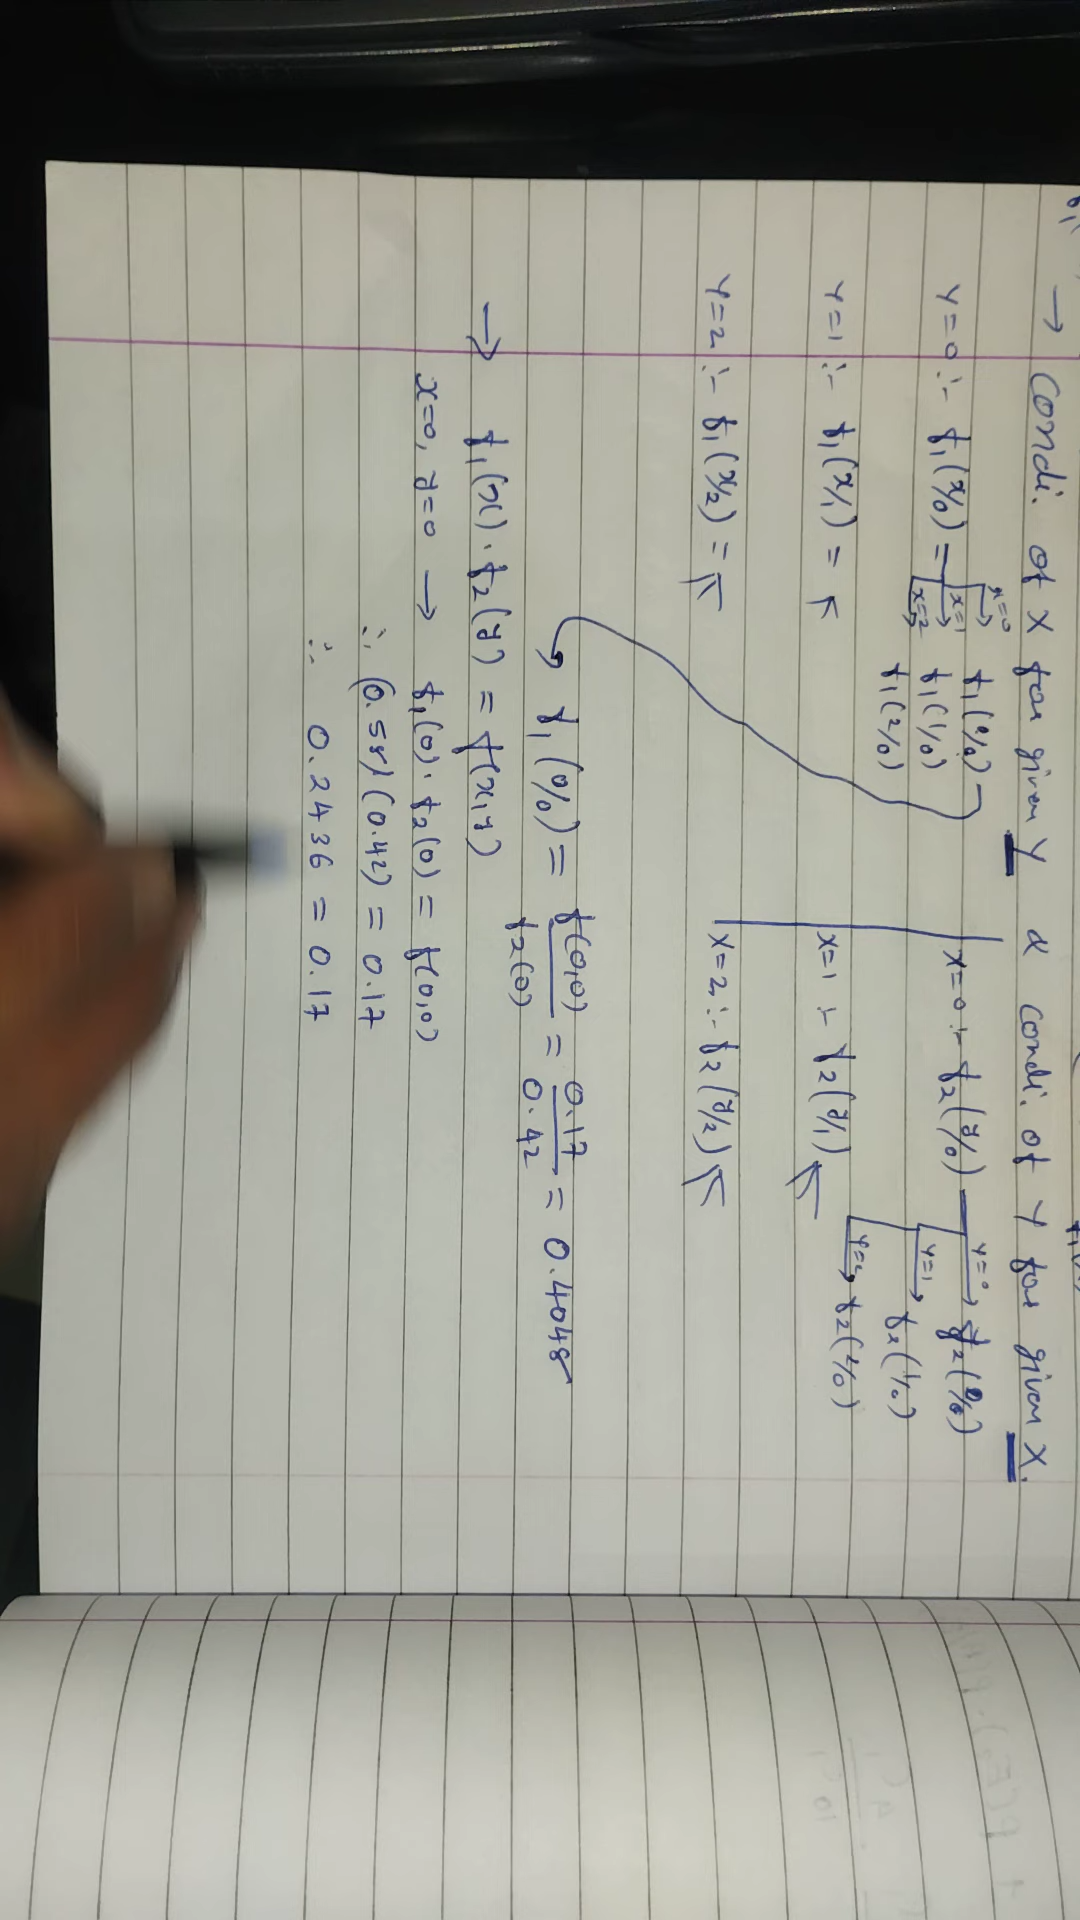 → Condi. of X for given Y & Condi. of Y for given X.
Y=0 :- f₁(x/0) = x=0 → f₁(0/0)
x=1 → f₁(1/0)
x=2 → f₁(2/0)
X=0 :- f₂(y/0) y=0 → f₂(0/0)
y=1 → f₂(1/0)
y=2 → f₂(2/0)
Y=1 :- f₁(x/1) =
X=1 :- f₂(y/1)
Y=2 :- f₁(x/2) =
X=2 :- f₂(y/2)
f₁(0/0) = f(0,0)/f₂(0) = 0.17/0.42 = 0.4048
→ f₁(x) · f₂(y) = f(x,y)
x=0, y=0 → f₁(0) · f₂(0) = f(0,0)
∴ (0.58) (0.42) = 0.17
∴ 0.2436 = 0.17